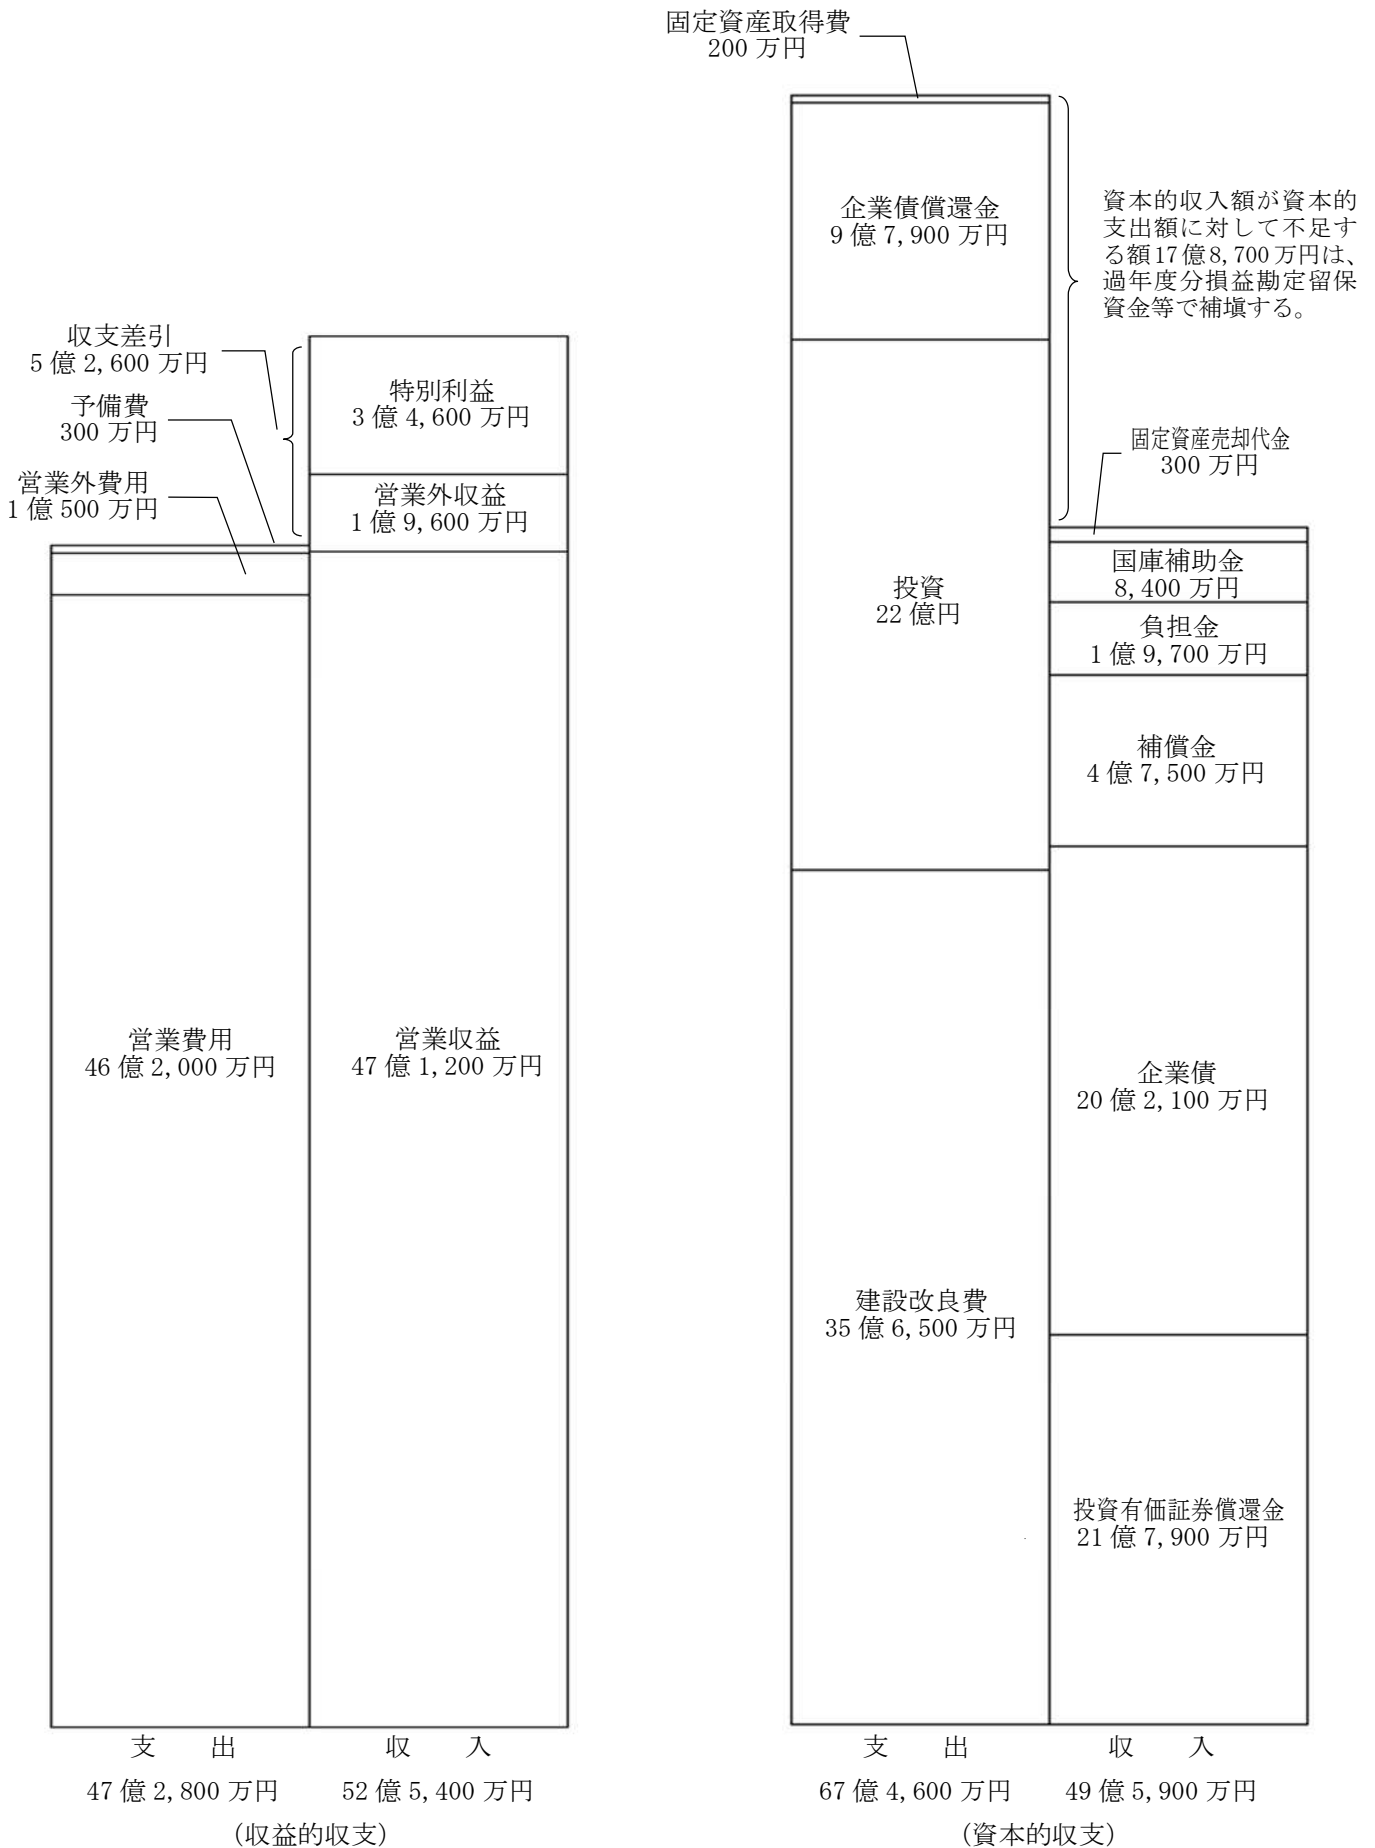 固定資産取得費
200 万円
企業債償還金
9 億 7,900 万円
資本的収入額が資本的
支出額に対して不足す
る額17億8,700万円は、
過年度分損益勘定留保
資金等で補塡する。
収支差引
5 億 2,600 万円
特別利益
3 億 4,600 万円
予備費
300 万円
固定資産売却代金
300 万円
営業外費用
1 億 500 万円
営業外収益
1 億 9,600 万円
国庫補助金
8,400 万円
投資
22 億円
負担金
1 億 9,700 万円
補償金
4 億 7,500 万円
営業費用
46 億 2,000 万円
営業収益
47 億 1,200 万円
企業債
20 億 2,100 万円
建設改良費
35 億 6,500 万円
投資有価証券償還金
21 億 7,900 万円
支　　出
収　　入
支　　出
収　　入
47 億 2,800 万円
52 億 5,400 万円
67 億 4,600 万円
49 億 5,900 万円
（収益的収支）
（資本的収支）